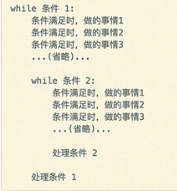 while 条件 1:
条件满足时，做的事情1
条件满足时，做的事情2
条件满足时，做的事情3
...(省略)...
while 条件 2:
条件满足时，做的事情1
条件满足时，做的事情2
条件满足时，做的事情3
...(省略)...
处理条件 2
处理条件 1